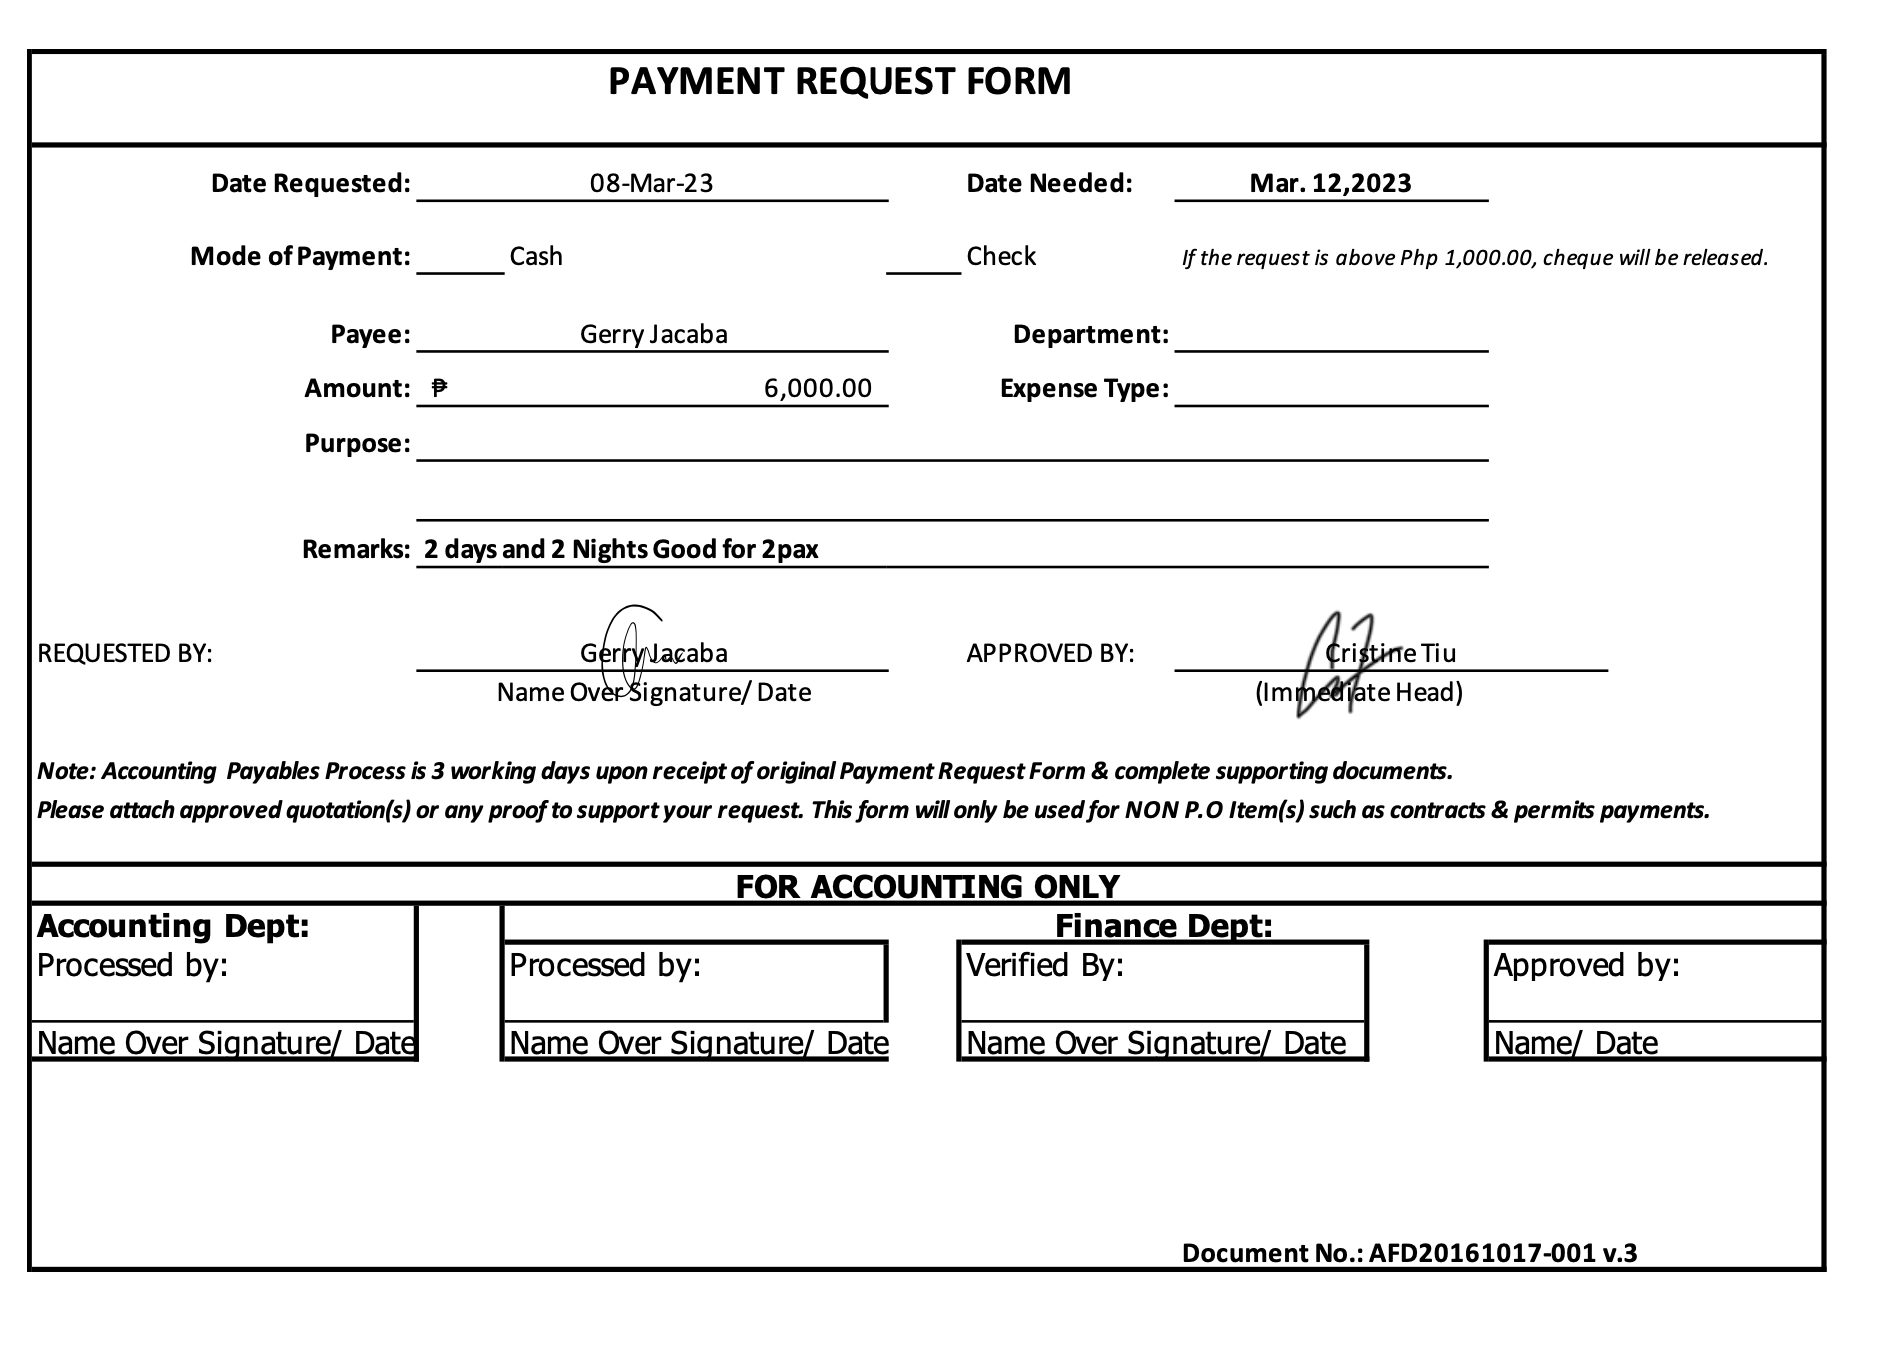 PAYMENT REQUEST FORM
Date Requested: 08-Mar-23 Date Needed: Mar. 12,2023
Mode of Payment: Cash Check If the request is above Php 1,000.00, cheque will be released.
Payee: Gerry Jacaba Department:
Amount: ₱ 6,000.00 Expense Type:
Purpose:
Remarks: 2 days and 2 Nights Good for 2pax
REQUESTED BY: Gerry Jacaba APPROVED BY: Cristine Tiu
Name Over Signature/ Date (Immediate Head)
Note: Accounting Payables Process is 3 working days upon receipt of original Payment Request Form & complete supporting documents.
Please attach approved quotation(s) or any proof to support your request. This form will only be used for NON P.O Item(s) such as contracts & permits payments.
FOR ACCOUNTING ONLY
Accounting Dept: Finance Dept:
Processed by: Processed by: Verified By: Approved by:
Name Over Signature/ Date Name Over Signature/ Date Name Over Signature/ Date Name/ Date
Document No.: AFD20161017-001 v.3